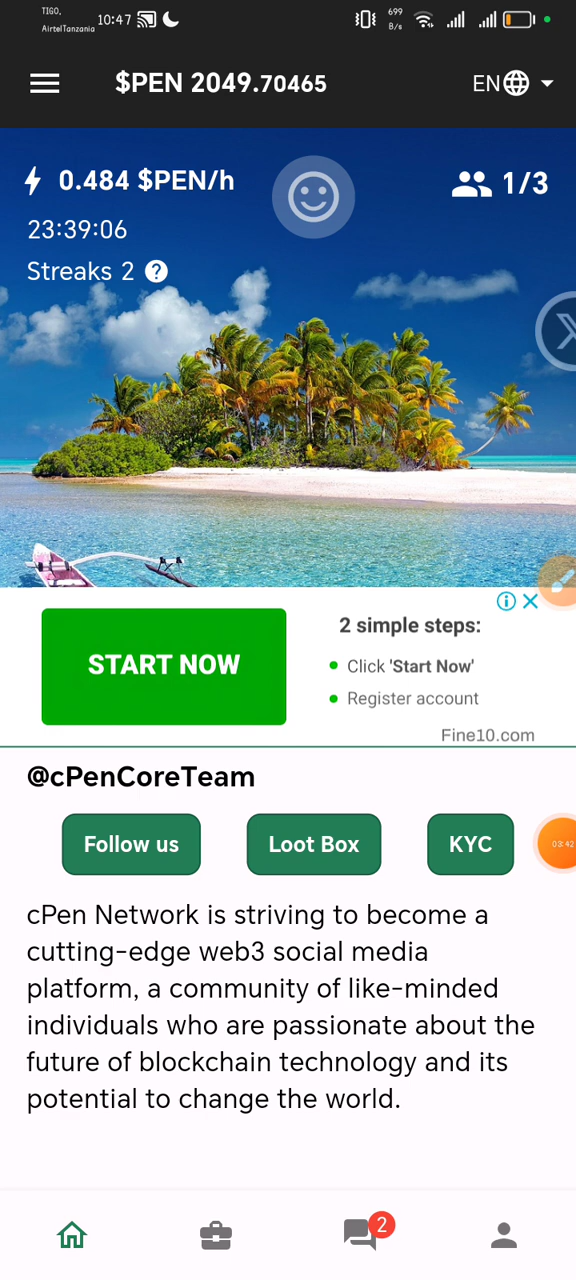 TIGO,
AirtelTanzania 10:47 699 B/s
$PEN 2049.70465 EN
0.484 $PEN/h 1/3
23:39:06
Streaks 2 ?
START NOW
2 simple steps:
Click 'Start Now'
Register account
Fine10.com
@cPenCoreTeam
Follow us Loot Box KYC
03:42
cPen Network is striving to become a
cutting-edge web3 social media
platform, a community of like-minded
individuals who are passionate about the
future of blockchain technology and its
potential to change the world.
2